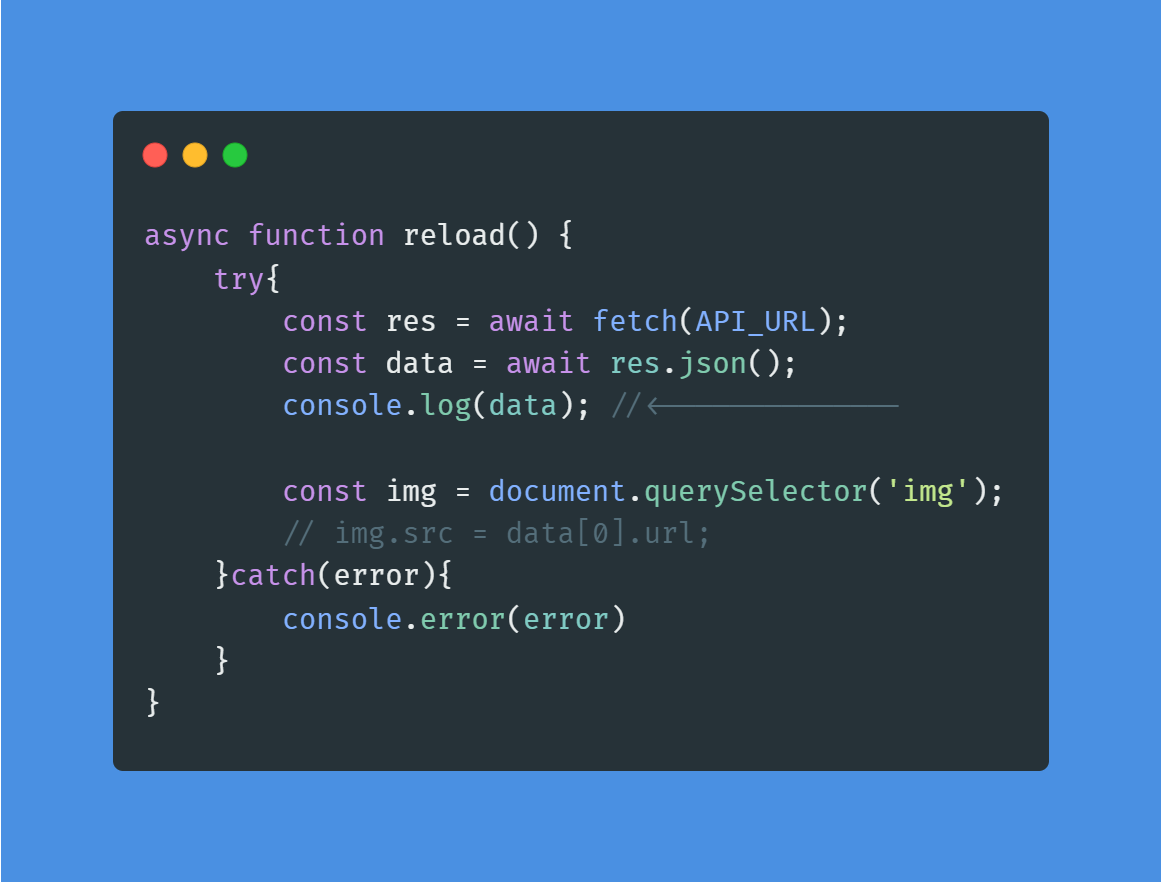 async function reload() {
    try{
        const res = await fetch(API_URL);
        const data = await res.json();
        console.log(data); //<---------------

        const img = document.querySelector('img');
        // img.src = data[0].url;
    }catch(error){
        console.error(error)
    }
}